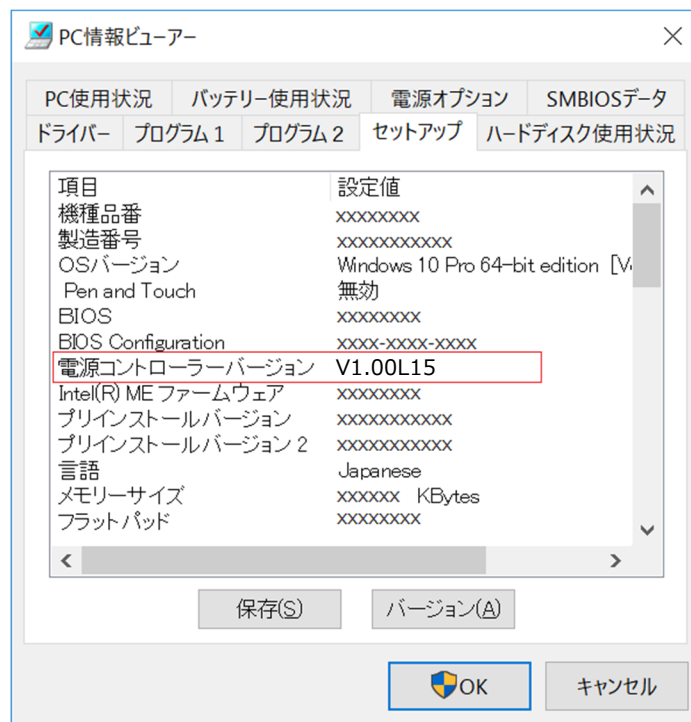 PC情報ビューアー
PC使用状況 バッテリー使用状況 電源オプション SMBIOSデータ
ドライバー プログラム 1 プログラム 2 セットアップ ハードディスク使用状況
項目 設定値
機種品番 xxxxxxxx
製造番号 xxxxxxxxxxx
OSバージョン Windows 10 Pro 64-bit edition [V
Pen and Touch 無効
BIOS xxxxxxxx
BIOS Configuration xxxx-xxxx-xxxx
電源コントローラーバージョン V1.00L15
Intel(R) ME ファームウェア xxxxxxxx
プリインストールバージョン xxxxxxxxxxx
プリインストールバージョン 2 xxxxxxxxxxx
言語 Japanese
メモリーサイズ xxxxxx KBytes
フラットパッド xxxxxxxx
保存(S) バージョン(A)
OK キャンセル